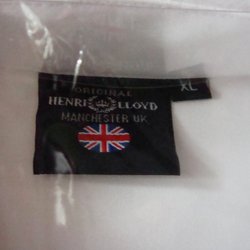 ORIGINAL
HENRI LLOYD
MANCHESTER UK
XL